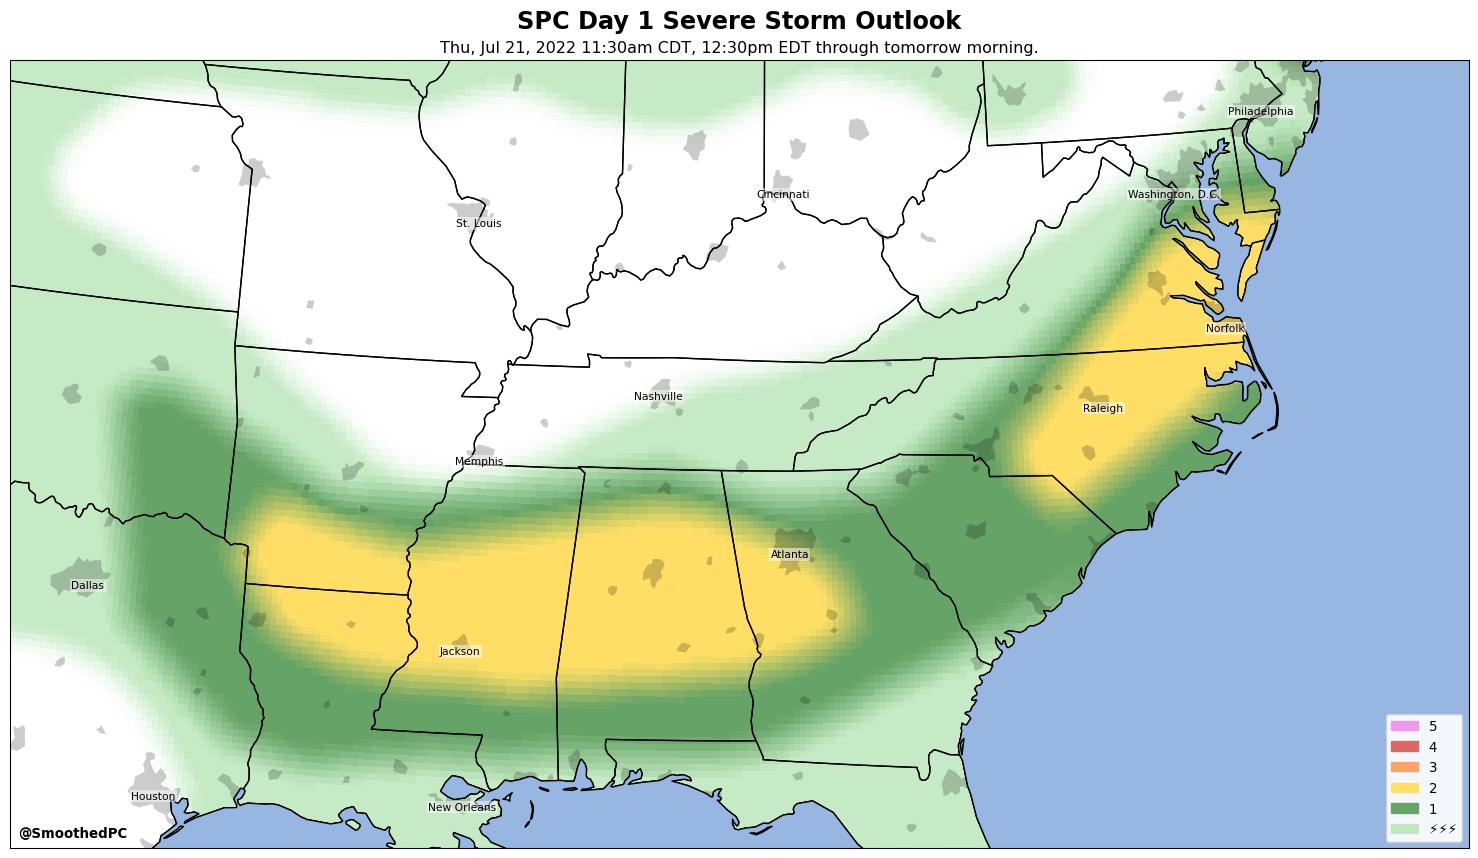 SPC Day 1 Severe Storm Outlook
Thu, Jul 21, 2022 11:30am CDT, 12:30pm EDT through tomorrow morning.
Philadelphia
Washington, D.C.
Cincinnati
St. Louis
Norfolk
Nashville
Raleigh
Memphis
Atlanta
Dallas
Jackson
Houston
New Orleans
@SmoothedPC
5
4
3
2
1
⚡⚡⚡